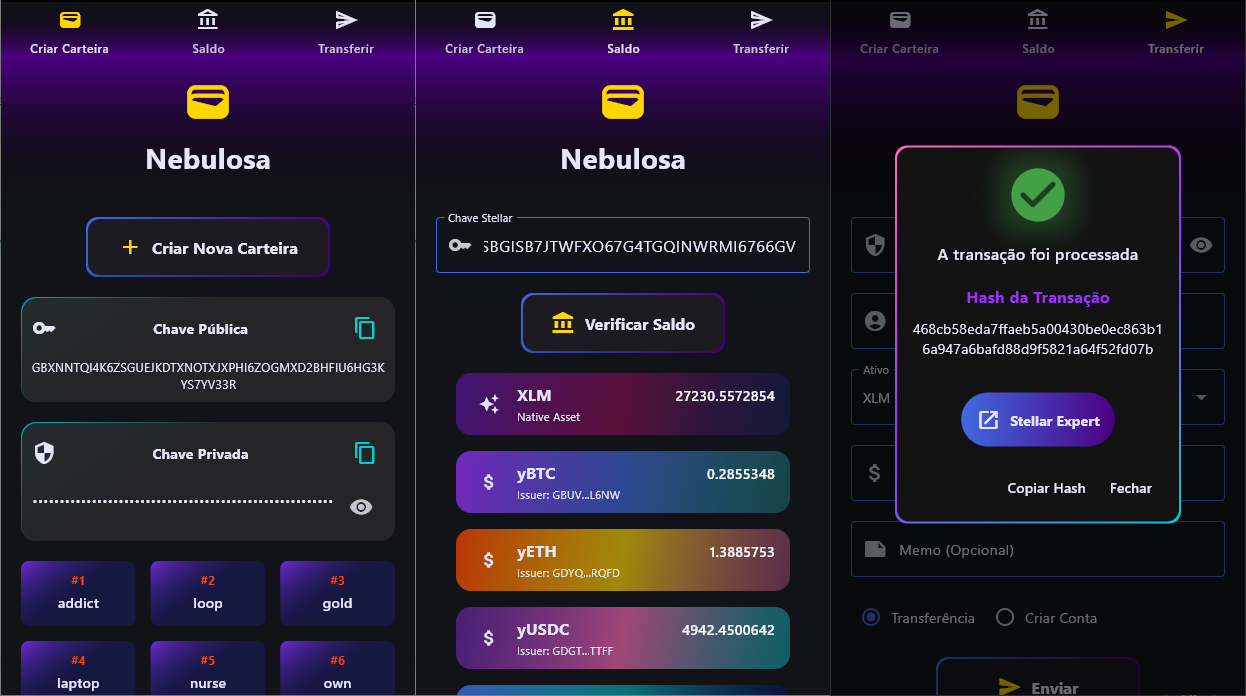 Criar Carteira
Saldo
Transferir
Nebulosa
Criar Nova Carteira
Chave Pública
GBXNNTQI4K6ZSGUEJKDTXNOTXJXPHI6ZOGMXD2BHFIU6HG3K
YS7YV33R
Chave Privada
#1
addict
#2
loop
#3
gold
#4
laptop
#5
nurse
#6
own
Criar Carteira
Saldo
Transferir
Nebulosa
Chave Stellar
SBGISB7JTWFXO67G4TGQINWRMI6766GV
Verificar Saldo
XLM
27230.5572854
Native Asset
$
yBTC
0.2855348
Issuer: GBUV...L6NW
$
yETH
1.3885753
Issuer: GDYQ...RQFD
$
yUSDC
4942.4500642
Issuer: GDGT...TTFF
Criar Carteira
Saldo
Transferir
A transação foi processada
Hash da Transação
468cb58eda7ffaeb5a00430be0ec863b1
6a947a6bafd88d9f5821a64f52fd07b
Ativo
XLM
Stellar Expert
$
Copiar Hash
Fechar
Memo (Opcional)
Transferência
Criar Conta
Enviar